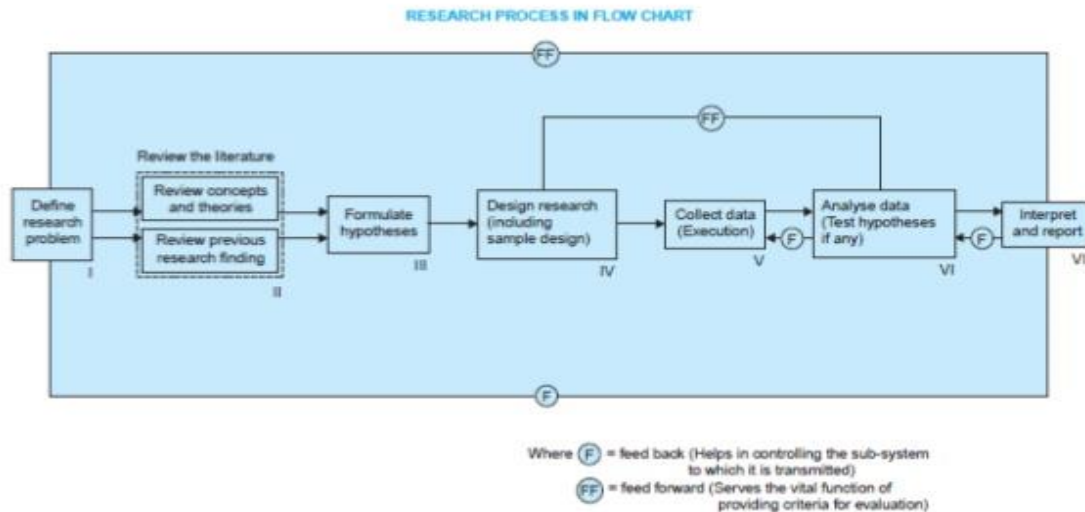 RESEARCH PROCESS IN FLOW CHART
FF
FF
Review the literature
Define
research
problem
I
Review concepts
and theories
Review previous
research finding
II
Formulate
hypotheses
III
Design research
(including
sample design)
IV
Collect data
(Execution)
V
F
Analyse data
(Test hypotheses
if any)
VI
F
Interpret
and report
VI
F
Where F = feed back (Helps in controlling the sub-system
to which it is transmitted)
FF = feed forward (Serves the vital function of
providing criteria for evaluation)